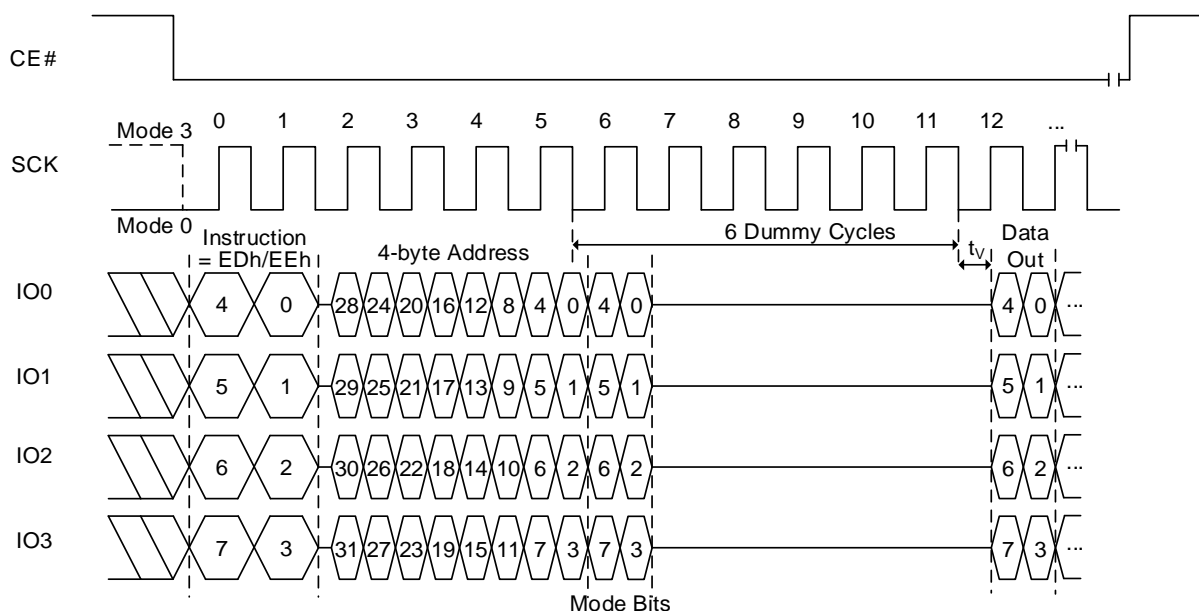 CE#
0 1 2 3 4 5 6 7 8 9 10 11 12 ...
Mode 3
SCK
Mode 0
Instruction
= EDh/EEh
4-byte Address
6 Dummy Cycles
tV
Data
Out
IO0 4 0 28 24 20 16 12 8 4 0 4 0 4 0 ...
IO1 5 1 29 25 21 17 13 9 5 1 5 1 5 1 ...
IO2 6 2 30 26 22 18 14 10 6 2 6 2 6 2 ...
IO3 7 3 31 27 23 19 15 11 7 3 7 3 7 3 ...
Mode Bits